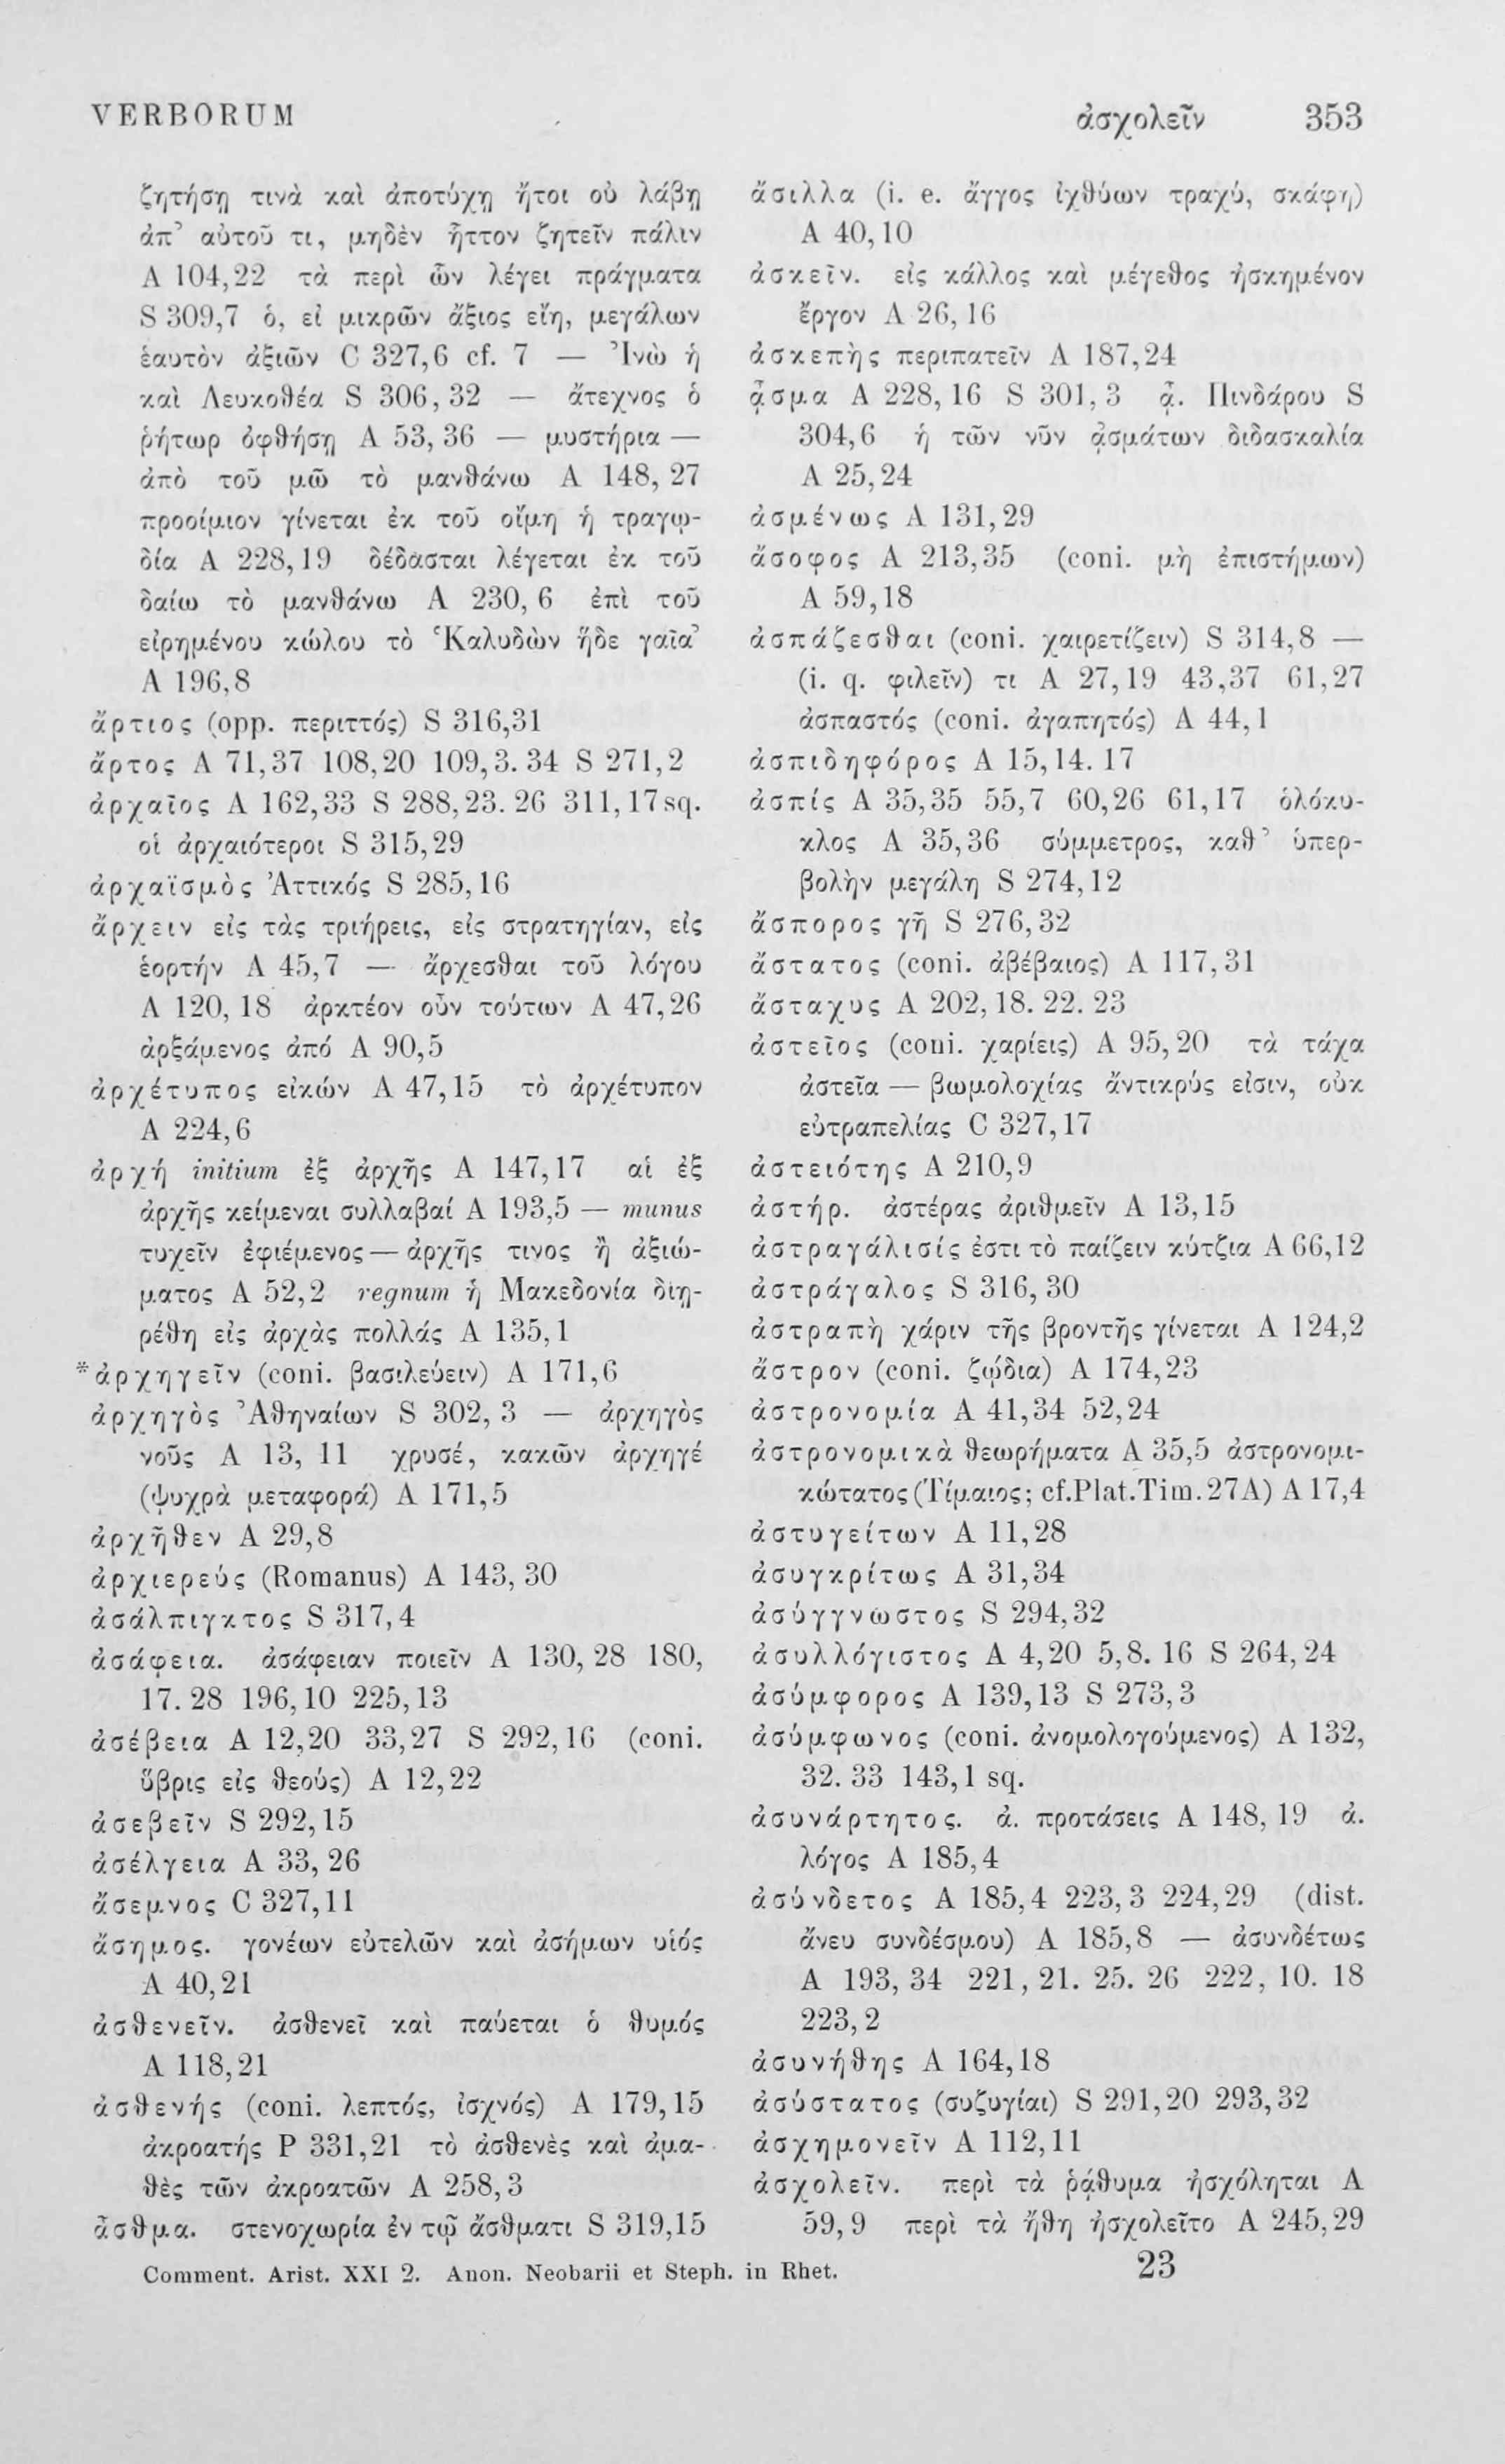 VERBORUM
ἀσχολεῖν 353
ζητήσῃ τινὰ καὶ ἀποτύχῃ ἤτοι οὐ λάβῃ
ἀπ’ αὐτοῦ τι, μηδὲν ἧττον ζητεῖν πάλιν
A 104,22 τὰ περὶ ὧν λέγει πράγματα
S 309,7 ὁ, εἰ μικρῶν ἄξιος εἴη, μεγάλων
ἑαυτὸν ἀξιῶν C 327,6 cf. 7 — Ἰνὼ ἡ
καὶ Λευκοθέα S 306,32 — ἄτεχνος ὁ
ῥήτωρ ὀφθήσῃ A 53,36 — μυστήρια —
ἀπὸ τοῦ μῶ τὸ μανθάνω A 148,27
προοίμιον γίνεται ἐκ τοῦ οἴμη ἡ τραγῳ-
δία A 228,19 δέδασται λέγεται ἐκ τοῦ
δαίω τὸ μανθάνω A 230,6 ἐπὶ τοῦ
εἰρημένου κώλου τὸ ‘Καλυδὼν ἥδε γαῖα’
A 196,8
ἄρτιος (opp. περιττός) S 316,31
ἄρτος A 71,37 108,20 109,3. 34 S 271,2
ἀρχαῖος A 162,33 S 288,23. 26 311,17sq.
οἱ ἀρχαιότεροι S 315,29
ἀρχαϊσμὸς Ἀττικός S 285,16
ἄρχειν εἰς τὰς τριήρεις, εἰς στρατηγίαν, εἰς
ἑορτήν A 45,7 — ἄρχεσθαι τοῦ λόγου
A 120,18 ἀρκτέον οὖν τούτων A 47,26
ἀρξάμενος ἀπό A 90,5
ἀρχέτυπος εἰκών A 47,15 τὸ ἀρχέτυπον
A 224,6
ἀρχή initium ἐξ ἀρχῆς A 147,17 αἱ ἐξ
ἀρχῆς κείμεναι συλλαβαί A 193,5 — munus
τυχεῖν ἐφιέμενος — ἀρχῆς τινος ἢ ἀξιώ-
ματος A 52,2 regnum ἡ Μακεδονία διῃ-
ρέθη εἰς ἀρχὰς πολλάς A 135,1
*ἀρχηγεῖν (coni. βασιλεύειν) A 171,6
ἀρχηγὸς Ἀθηναίων S 302,3 — ἀρχηγὸς
νοῦς A 13,11 χρυσέ, κακῶν ἀρχηγέ
(ψυχρὰ μεταφορά) A 171,5
ἀρχῆθεν A 29,8
ἀρχιερεύς (Romanus) A 143,30
ἀσάλπιγκτος S 317,4
ἀσάφεια. ἀσάφειαν ποιεῖν A 130,28 180,
17. 28 196,10 225,13
ἀσέβεια A 12,20 33,27 S 292,16 (coni.
ὕβρις εἰς θεούς) A 12,22
ἀσεβεῖν S 292,15
ἀσέλγεια A 33,26
ἄσεμνος C 327,11
ἄσημος. γονέων εὐτελῶν καὶ ἀσήμων υἱός
A 40,21
ἀσθενεῖν. ἀσθενεῖ καὶ παύεται ὁ θυμός
A 118,21
ἀσθενής (coni. λεπτός, ἰσχνός) A 179,15
ἀκροατής P 331,21 τὸ ἀσθενὲς καὶ ἀμα-
θὲς τῶν ἀκροατῶν A 258,3
ἆσθμα. στενοχωρία ἐν τῷ ἄσθματι S 319,15
ἄσιλλα (i. e. ἄγγος ἰχθύων τραχύ, σκάφη)
A 40,10
ἀσκεῖν. εἰς κάλλος καὶ μέγεθος ἠσκημένον
ἔργον A 26,16
ἀσκεπὴς περιπατεῖν A 187,24
ᾆσμα A 228,16 S 301,3 ᾆ. Πινδάρου S
304,6 ἡ τῶν νῦν ᾀσμάτων διδασκαλία
A 25,24
ἀσμένως A 131,29
ἄσοφος A 213,35 (coni. μὴ ἐπιστήμων)
A 59,18
ἀσπάζεσθαι (coni. χαιρετίζειν) S 314,8 —
(i. q. φιλεῖν) τι A 27,19 43,37 61,27
ἀσπαστός (coni. ἀγαπητός) A 44,1
ἀσπιδηφόρος A 15,14. 17
ἀσπίς A 35,35 55,7 60,26 61,17 ὁλόκυ-
κλος A 35,36 σύμμετρος, καθ’ ὑπερ-
βολὴν μεγάλη S 274,12
ἄσπορος γῆ S 276,32
ἄστατος (coni. ἀβέβαιος) A 117,31
ἄσταχυς A 202,18. 22. 23
ἀστεῖος (coni. χαρίεις) A 95,20 τὰ τάχα
ἀστεῖα — βωμολοχίας ἄντικρύς εἰσιν, οὐκ
εὐτραπελίας C 327,17
ἀστειότης A 210,9
ἀστήρ. ἀστέρας ἀριθμεῖν A 13,15
ἀστραγάλισίς ἐστι τὸ παίζειν κύτζια A 66,12
ἀστράγαλος S 316,30
ἀστραπὴ χάριν τῆς βροντῆς γίνεται A 124,2
ἄστρον (coni. ζῴδια) A 174,23
ἀστρονομία A 41,34 52,24
ἀστρονομικὰ θεωρήματα A 35,5 ἀστρονομι-
κώτατος (Τίμαιος; cf. Plat. Tim. 27A) A 17,4
ἀστυγείτων A 11,28
ἀσυγκρίτως A 31,34
ἀσύγγνωστος S 294,32
ἀσυλλόγιστος A 4,20 5,8. 16 S 264,24
ἀσύμφορος A 139,13 S 273,3
ἀσύμφωνος (coni. ἀνομολογούμενος) A 132,
32. 33 143,1 sq.
ἀσυνάρτητος. ἀ. προτάσεις A 148,19 ἀ.
λόγος A 185,4
ἀσύνδετος A 185,4 223,3 224,29 (dist.
ἄνευ συνδέσμου) A 185,8 — ἀσυνδέτως
A 193,34 221,21. 25. 26 222,10. 18
223,2
ἀσυνήθης A 164,18
ἀσύστατος (συζυγίαι) S 291,20 293,32
ἀσχημονεῖν A 112,11
ἀσχολεῖν. περὶ τὰ ῥᾴθυμα ἠσχόληται A
59,9 περὶ τὰ ἤθη ἠσχολεῖτο A 245,29
Comment. Arist. XXI 2. Anon. Neobarii et Steph. in Rhet.
23